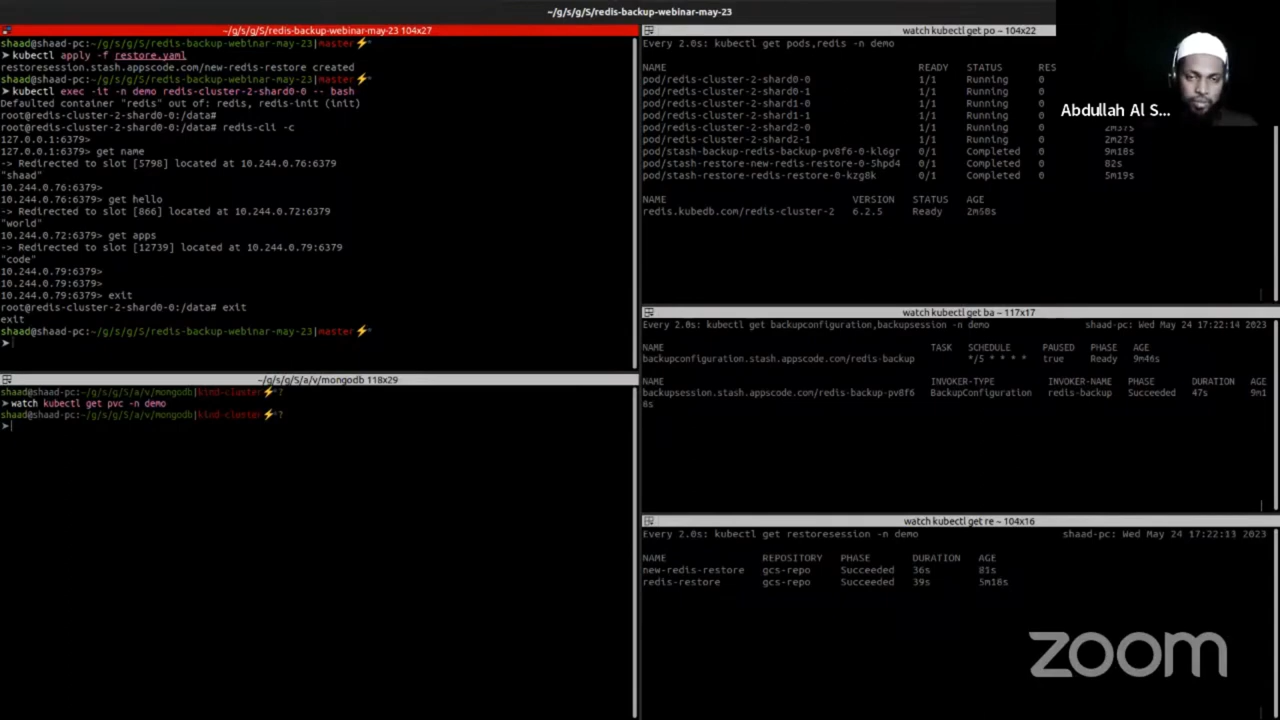 ~/g/s/g/S/redis-backup-webinar-may-23
~/g/s/g/S/redis-backup-webinar-may-23 104x27
shaad@shaad-pc:~/g/s/g/S/redis-backup-webinar-may-23|master⚡*
➤ kubectl apply -f restore.yaml
restoresession.stash.appscode.com/new-redis-restore created
shaad@shaad-pc:~/g/s/g/S/redis-backup-webinar-may-23|master⚡*
➤ kubectl exec -it -n demo redis-cluster-2-shard0-0 -- bash
Defaulted container "redis" out of: redis, redis-init (init)
root@redis-cluster-2-shard0-0:/data#
root@redis-cluster-2-shard0-0:/data# redis-cli -c
127.0.0.1:6379>
127.0.0.1:6379> get name
-> Redirected to slot [5798] located at 10.244.0.76:6379
"shaad"
10.244.0.76:6379>
10.244.0.76:6379> get hello
-> Redirected to slot [866] located at 10.244.0.72:6379
"world"
10.244.0.72:6379> get apps
-> Redirected to slot [12739] located at 10.244.0.79:6379
"code"
10.244.0.79:6379>
10.244.0.79:6379>
10.244.0.79:6379> exit
root@redis-cluster-2-shard0-0:/data# exit
exit
shaad@shaad-pc:~/g/s/g/S/redis-backup-webinar-may-23|master⚡*
➤
~/g/s/g/S/a/v/mongodb 118x29
shaad@shaad-pc:~/g/s/g/S/a/v/mongodb|kind-cluster⚡?
➤ watch kubectl get pvc -n demo
shaad@shaad-pc:~/g/s/g/S/a/v/mongodb|kind-cluster⚡?
➤
watch kubectl get po ~ 104x22
Every 2.0s: kubectl get pods,redis -n demo
NAME READY STATUS RES
pod/redis-cluster-2-shard0-0 1/1 Running 0
pod/redis-cluster-2-shard0-1 1/1 Running 0
pod/redis-cluster-2-shard1-0 1/1 Running 0
pod/redis-cluster-2-shard1-1 1/1 Running 0
pod/redis-cluster-2-shard2-0 1/1 Running 0 2m37s
pod/redis-cluster-2-shard2-1 1/1 Running 0 2m27s
pod/stash-backup-redis-backup-pv8f6-0-kl6gr 0/1 Completed 0 9m18s
pod/stash-restore-new-redis-restore-0-5hpd4 0/1 Completed 0 82s
pod/stash-restore-redis-restore-0-kzg8k 0/1 Completed 0 5m19s
NAME VERSION STATUS AGE
redis.kubedb.com/redis-cluster-2 6.2.5 Ready 2m60s
Abdullah Al S...
watch kubectl get ba ~ 117x17
Every 2.0s: kubectl get backupconfiguration,backupsession -n demo shaad-pc: Wed May 24 17:22:14 2023
NAME TASK SCHEDULE PAUSED PHASE AGE
backupconfiguration.stash.appscode.com/redis-backup */5 * * * * true Ready 9m46s
NAME INVOKER-TYPE INVOKER-NAME PHASE DURATION AGE
backupsession.stash.appscode.com/redis-backup-pv8f6 BackupConfiguration redis-backup Succeeded 47s 9m1
6s
watch kubectl get re ~ 104x16
Every 2.0s: kubectl get restoresession -n demo shaad-pc: Wed May 24 17:22:13 2023
NAME REPOSITORY PHASE DURATION AGE
new-redis-restore gcs-repo Succeeded 36s 81s
redis-restore gcs-repo Succeeded 39s 5m18s
zoom